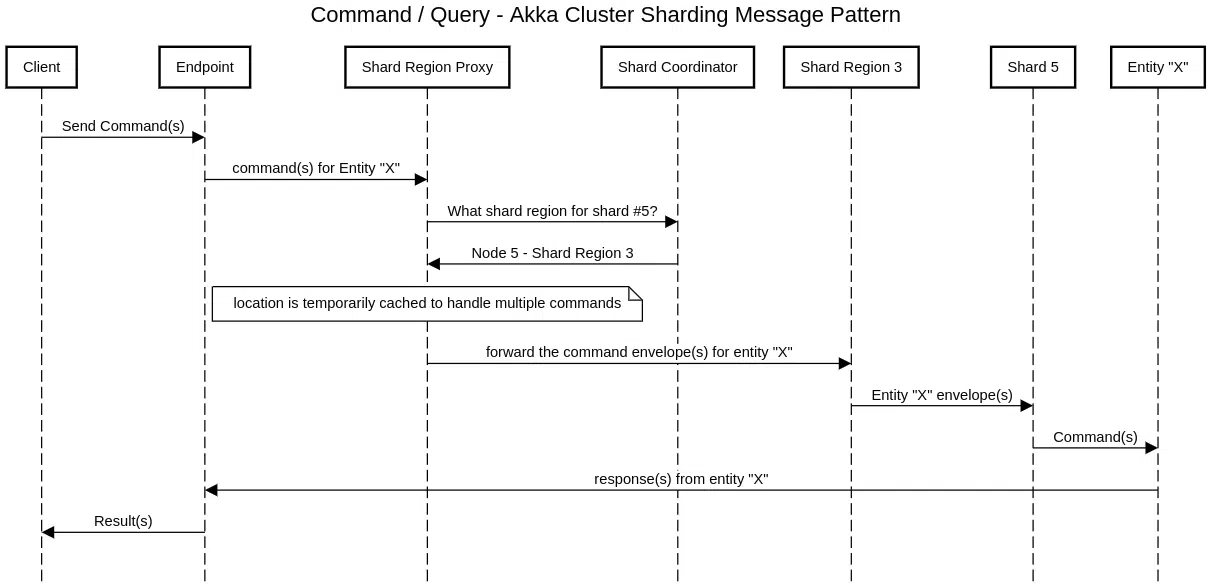 Command / Query - Akka Cluster Sharding Message Pattern
Client
Endpoint
Shard Region Proxy
Shard Coordinator
Shard Region 3
Shard 5
Entity "X"
Send Command(s)
command(s) for Entity "X"
What shard region for shard #5?
Node 5 - Shard Region 3
location is temporarily cached to handle multiple commands
forward the command envelope(s) for entity "X"
Entity "X" envelope(s)
Command(s)
response(s) from entity "X"
Result(s)